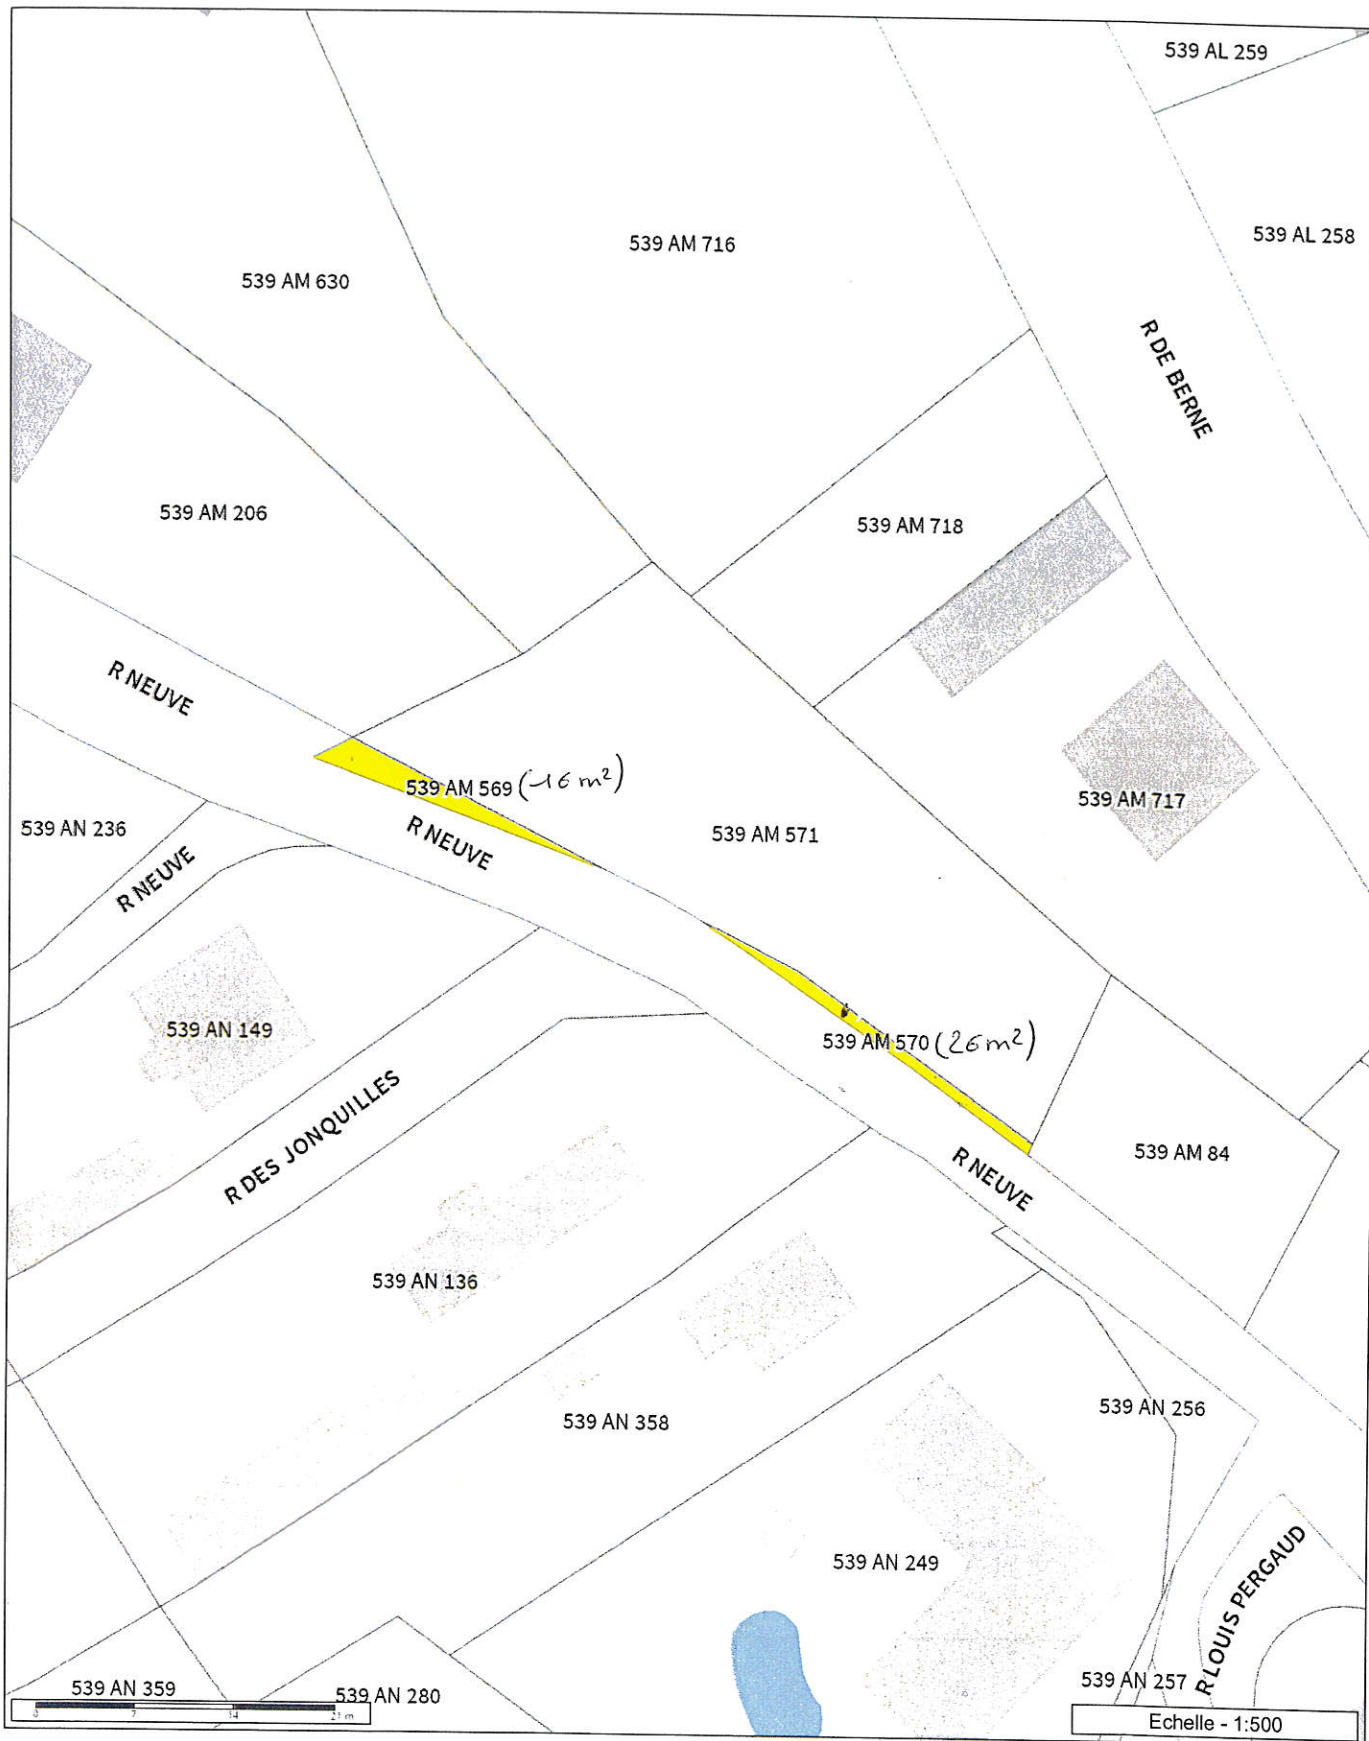 539 AL 259
539 AL 258
539 AM 716
539 AM 630
R DE BERNE
539 AM 206
539 AM 718
R NEUVE
539 AM 569 (16 m²)
539 AM 717
539 AN 236
R NEUVE
539 AM 571
R NEUVE
539 AN 149
539 AM 570 (26 m²)
R DES JONQUILLES
R NEUVE
539 AM 84
539 AN 136
539 AN 358
539 AN 256
539 AN 249
R LOUIS PERGAUD
539 AN 359
539 AN 280
539 AN 257
0 7 14 21 m
Echelle - 1:500